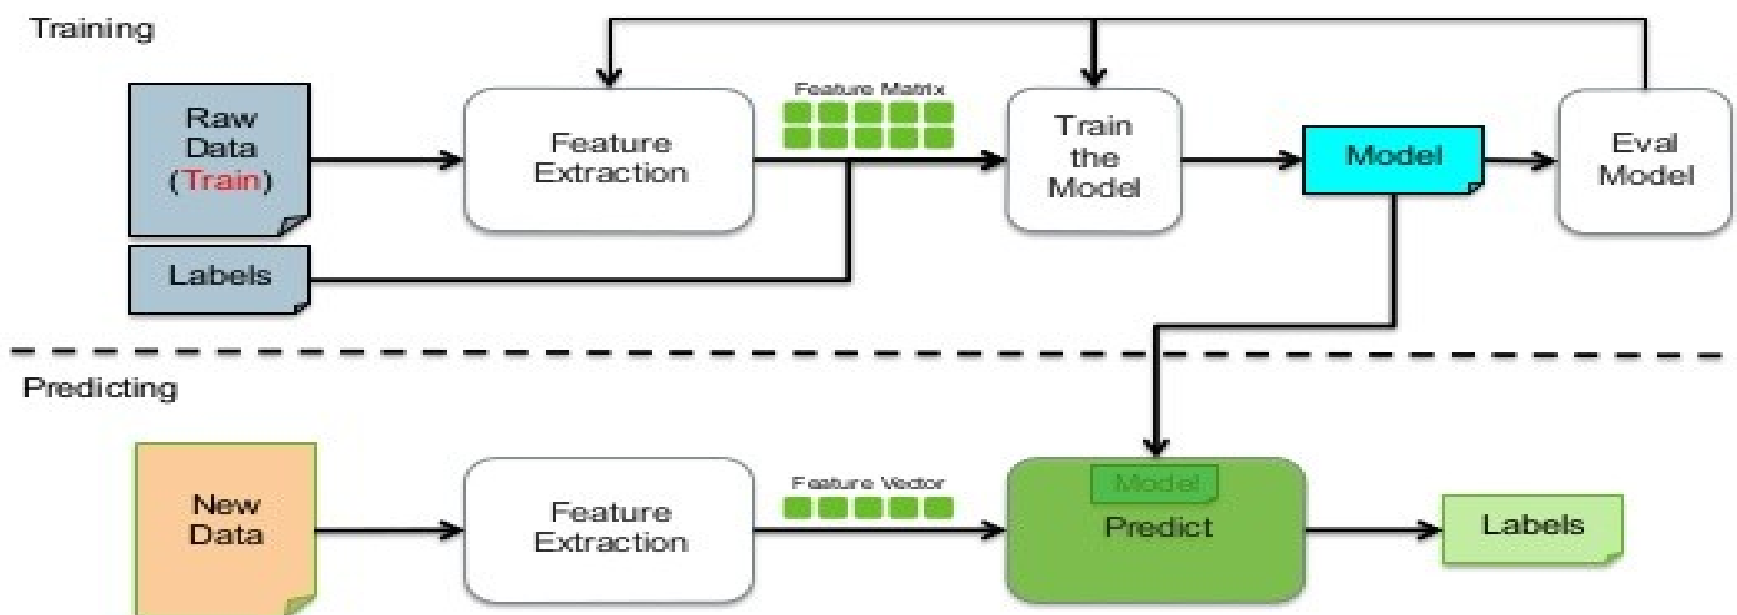 Training
Raw
Data
(Train)
Labels
Feature
Extraction
Feature Matrix
Train
the
Model
Model
Eval
Model
Predicting
New
Data
Feature
Extraction
Feature Vector
Model
Predict
Labels